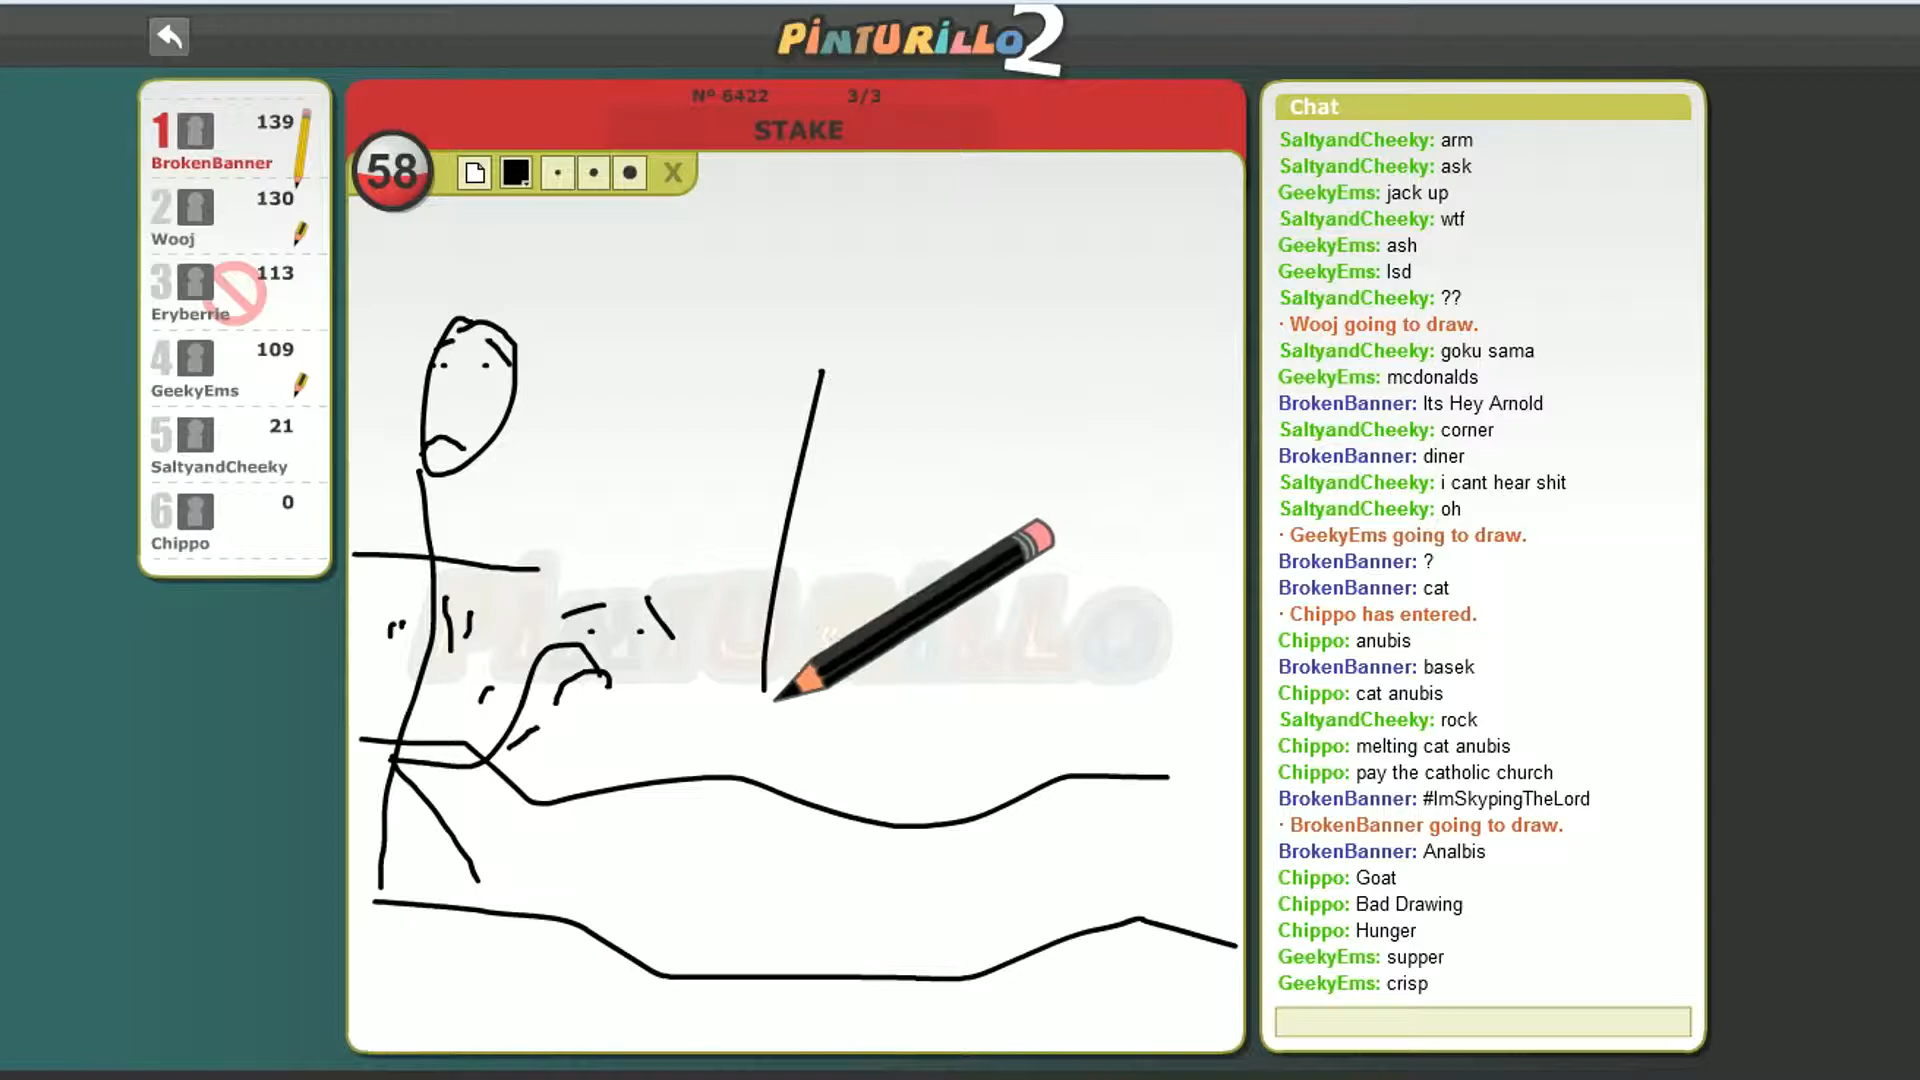 PINTURILLO 2
1 139
BrokenBanner
2 130
Wooj
3 113
Eryberrie
4 109
GeekyEms
5 21
SaltyandCheeky
6 0
Chippo
Nº 6422 3/3
STAKE
58
X
PINTURILLO
Chat
SaltyandCheeky: arm
SaltyandCheeky: ask
GeekyEms: jack up
SaltyandCheeky: wtf
GeekyEms: ash
GeekyEms: lsd
SaltyandCheeky: ??
· Wooj going to draw.
SaltyandCheeky: goku sama
GeekyEms: mcdonalds
BrokenBanner: Its Hey Arnold
SaltyandCheeky: corner
BrokenBanner: diner
SaltyandCheeky: i cant hear shit
SaltyandCheeky: oh
· GeekyEms going to draw.
BrokenBanner: ?
BrokenBanner: cat
· Chippo has entered.
Chippo: anubis
BrokenBanner: basek
Chippo: cat anubis
SaltyandCheeky: rock
Chippo: melting cat anubis
Chippo: pay the catholic church
BrokenBanner: #ImSkypingTheLord
· BrokenBanner going to draw.
BrokenBanner: Analbis
Chippo: Goat
Chippo: Bad Drawing
Chippo: Hunger
GeekyEms: supper
GeekyEms: crisp